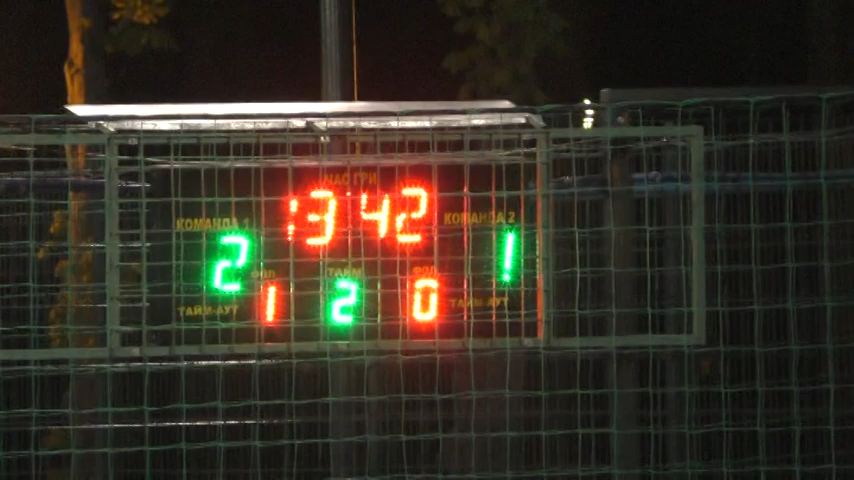 ЧАС ГРИ
13:42
КОМАНДА 1 КОМАНДА 2
2 1
ФОЛ ТАЙМ ФОЛ
1 2 0
ТАЙМ-АУТ ТАЙМ-АУТ